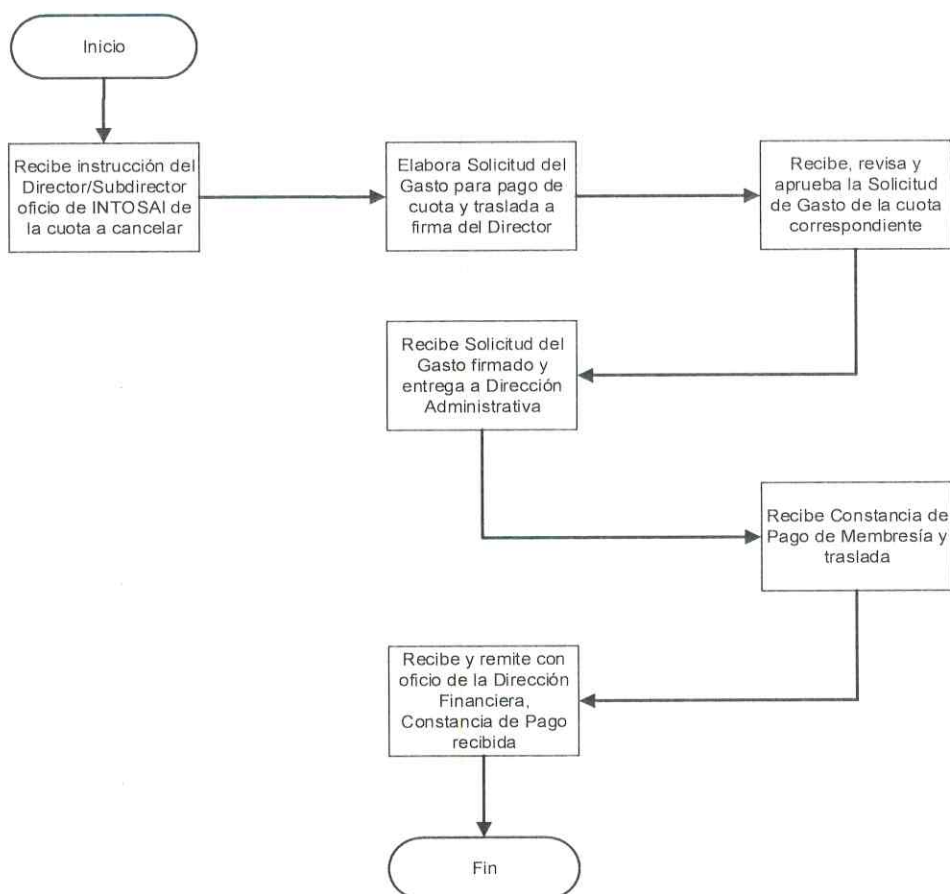 Inicio
Recibe instrucción del
Director/Subdirector
oficio de INTOSAI de
la cuota a cancelar
Elabora Solicitud del
Gasto para pago de
cuota y traslada a
firma del Director
Recibe, revisa y
aprueba la Solicitud
de Gasto de la cuota
correspondiente
Recibe Solicitud del
Gasto firmado y
entrega a Dirección
Administrativa
Recibe Constancia de
Pago de Membresía y
traslada
Recibe y remite con
oficio de la Dirección
Financiera,
Constancia de Pago
recibida
Fin